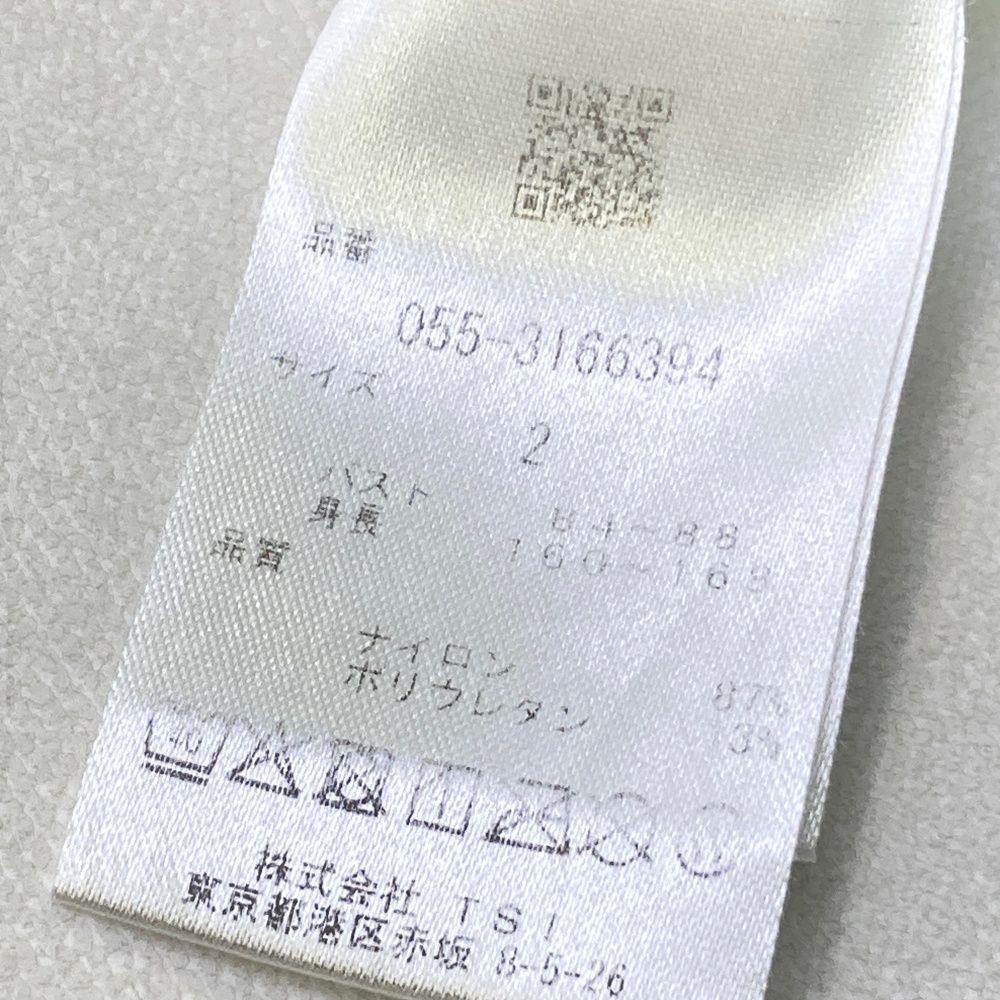 品番
055-3166394
サイズ
2
バスト 84~88
身長 160~168
品質
ナイロン 87%
ポリウレタン 13%
株式会社 TSI
東京都港区赤坂 8-5-26